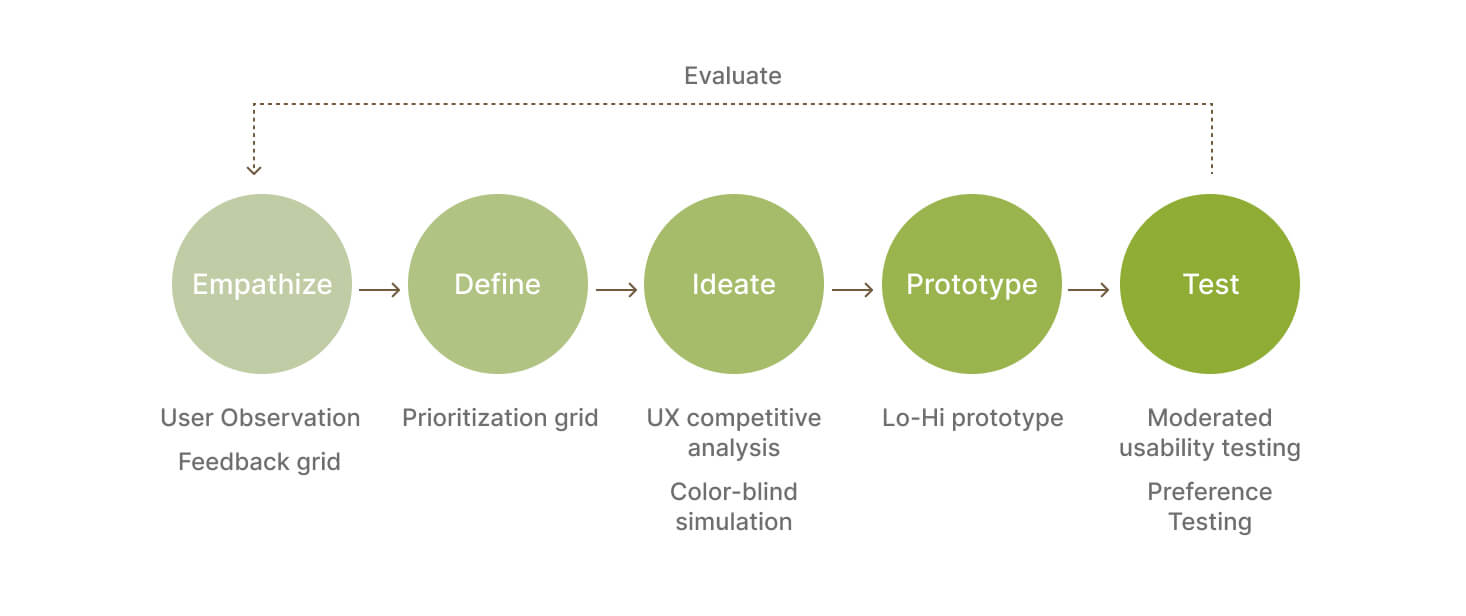 Evaluate
Empathize
Define
Ideate
Prototype
Test
User Observation
Feedback grid
Prioritization grid
UX competitive
analysis
Color-blind
simulation
Lo-Hi prototype
Moderated
usability testing
Preference
Testing